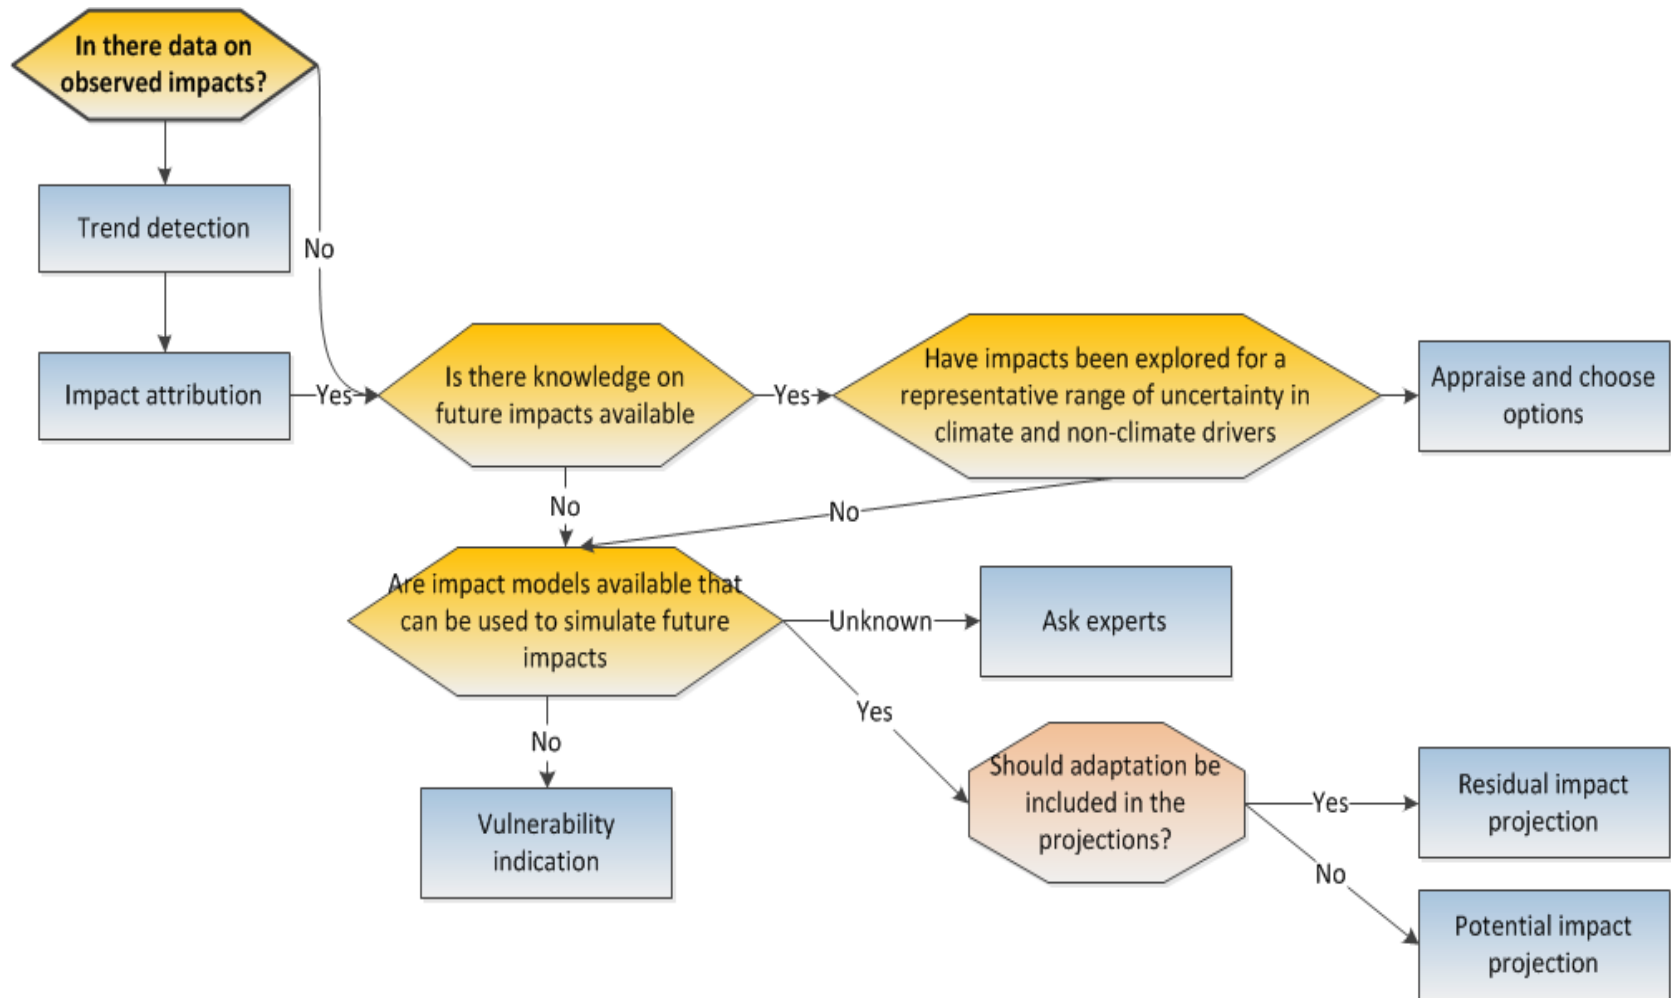 In there data on
observed impacts?
Trend detection
No
Impact attribution
Yes
Is there knowledge on
future impacts available
Yes
Have impacts been explored for a
representative range of uncertainty in
climate and non-climate drivers
Appraise and choose
options
No
No
Are impact models available that
can be used to simulate future
impacts
Unknown
Ask experts
Yes
No
Vulnerability
indication
Should adaptation be
included in the
projections?
Yes
Residual impact
projection
No
Potential impact
projection